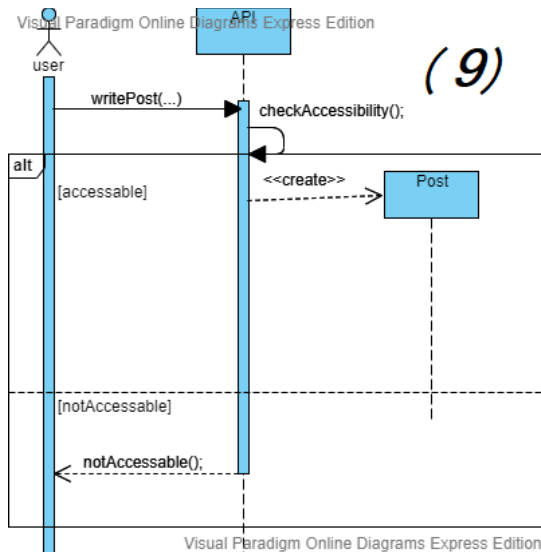 Visual Paradigm Online Diagrams Express Edition
API
user
(9)
writePost(...)
checkAccessibility();
alt
[accessable]
<<create>>
Post
[notAccessable]
notAccessable();
Visual Paradigm Online Diagrams Express Edition